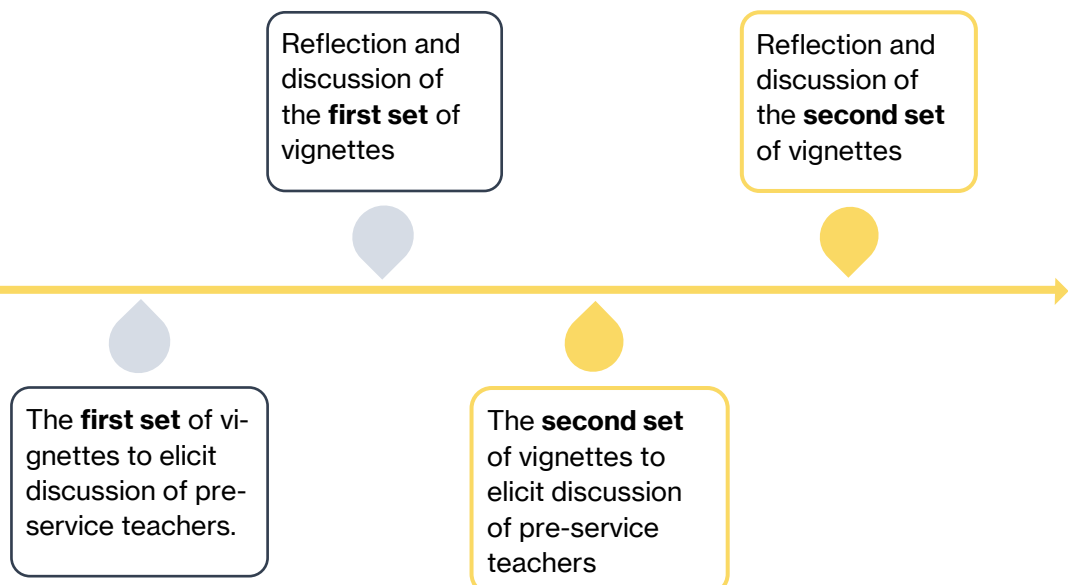 Reflection and
discussion of
the first set of
vignettes
Reflection and
discussion of
the second set
of vignettes
The first set of vi-
gnettes to elicit
discussion of pre-
service teachers.
The second set
of vignettes to
elicit discussion
of pre-service
teachers